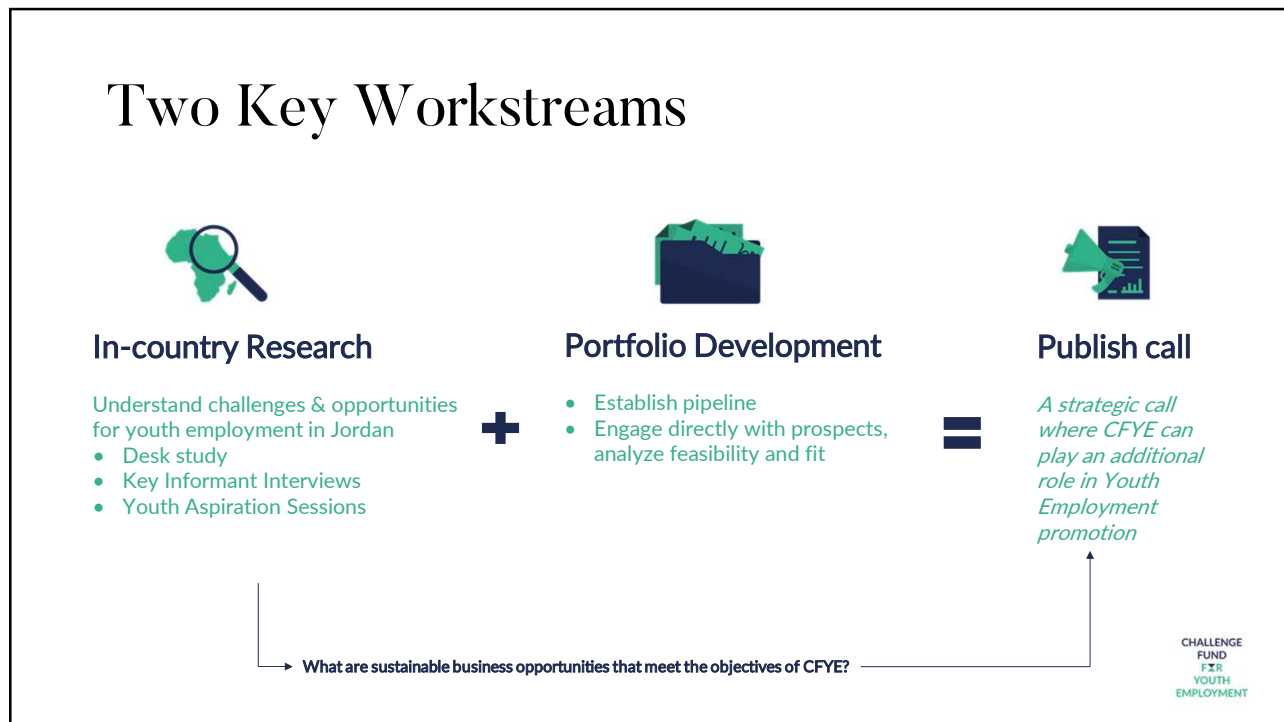 Two Key Workstreams
In-country Research
Understand challenges & opportunities
for youth employment in Jordan
• Desk study
• Key Informant Interviews
• Youth Aspiration Sessions
Portfolio Development
• Establish pipeline
• Engage directly with prospects,
analyze feasibility and fit
Publish call
A strategic call
where CFYE can
play an additional
role in Youth
Employment
promotion
What are sustainable business opportunities that meet the objectives of CFYE?
CHALLENGE
FUND
FOR
YOUTH
EMPLOYMENT